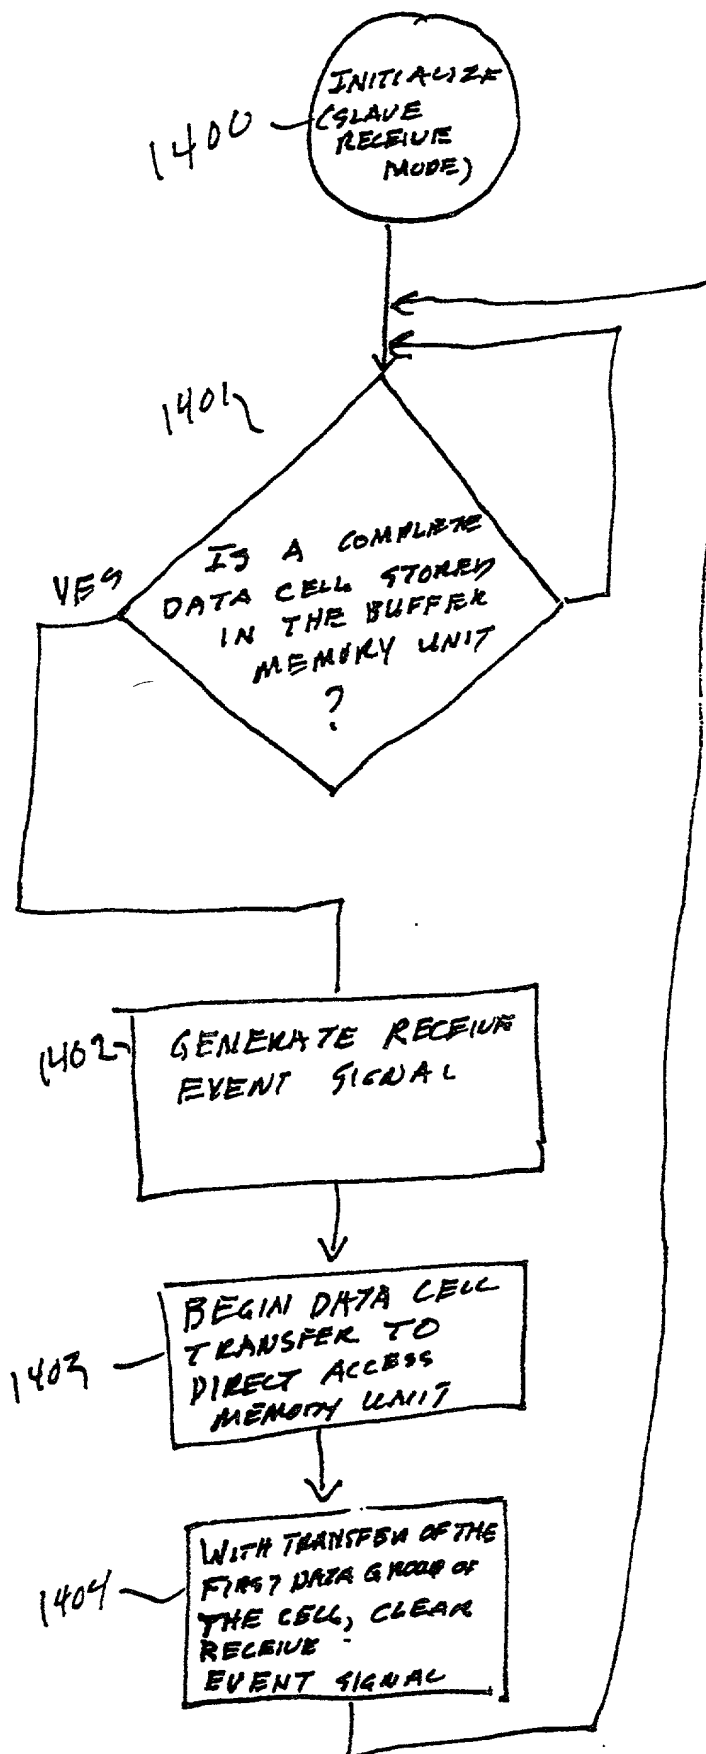 INITIALIZE
(SLAVE
RECEIVE
MODE)
1400
1401
YES
IS A COMPLETE
DATA CELL STORED
IN THE BUFFER
MEMORY UNIT
?
1402
GENERATE RECEIVE
EVENT SIGNAL
1403
BEGIN DATA CELL
TRANSFER TO
DIRECT ACCESS
MEMORY UNIT
1404
WITH TRANSFER OF THE
FIRST DATA GROUP OF
THE CELL, CLEAR
RECEIVE
EVENT SIGNAL